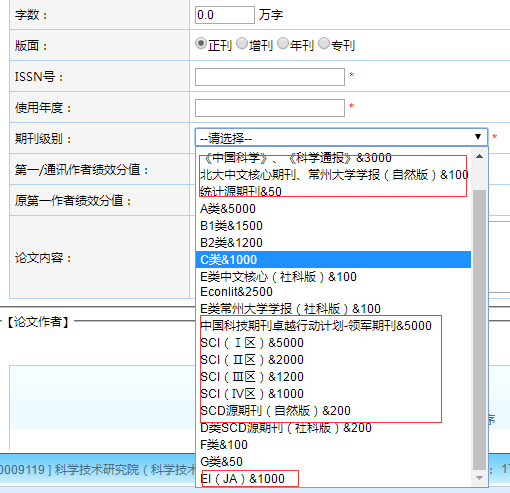 字数： 0.0 万字
版面： 正刊 增刊 年刊 专刊
ISSN号： *
使用年度： *
期刊级别： --请选择-- *
《中国科学》、《科学通报》&3000
第一/通讯作者绩效分值： 北大中文核心期刊、常州大学学报（自然版）&100
统计源期刊&50
原第一作者绩效分值： A类&5000
B1类&1500
B2类&1200
论文内容： C类&1000
E类中文核心（社科版）&100
Econlit&2500
E类常州大学学报（社科版）&100
【论文作者】 中国科技期刊卓越行动计划-领军期刊&5000
SCI（Ⅰ区）&5000
SCI（Ⅱ区）&2000
SCI（Ⅲ区）&1200
SCI（Ⅳ区）&1000
SCD源期刊（自然版）&200
序
D类SCD源期刊（社科版）&200
F类&100
G类&50
0009119 ] 科学技术研究院（科学技术
： 17
EI（JA）&1000